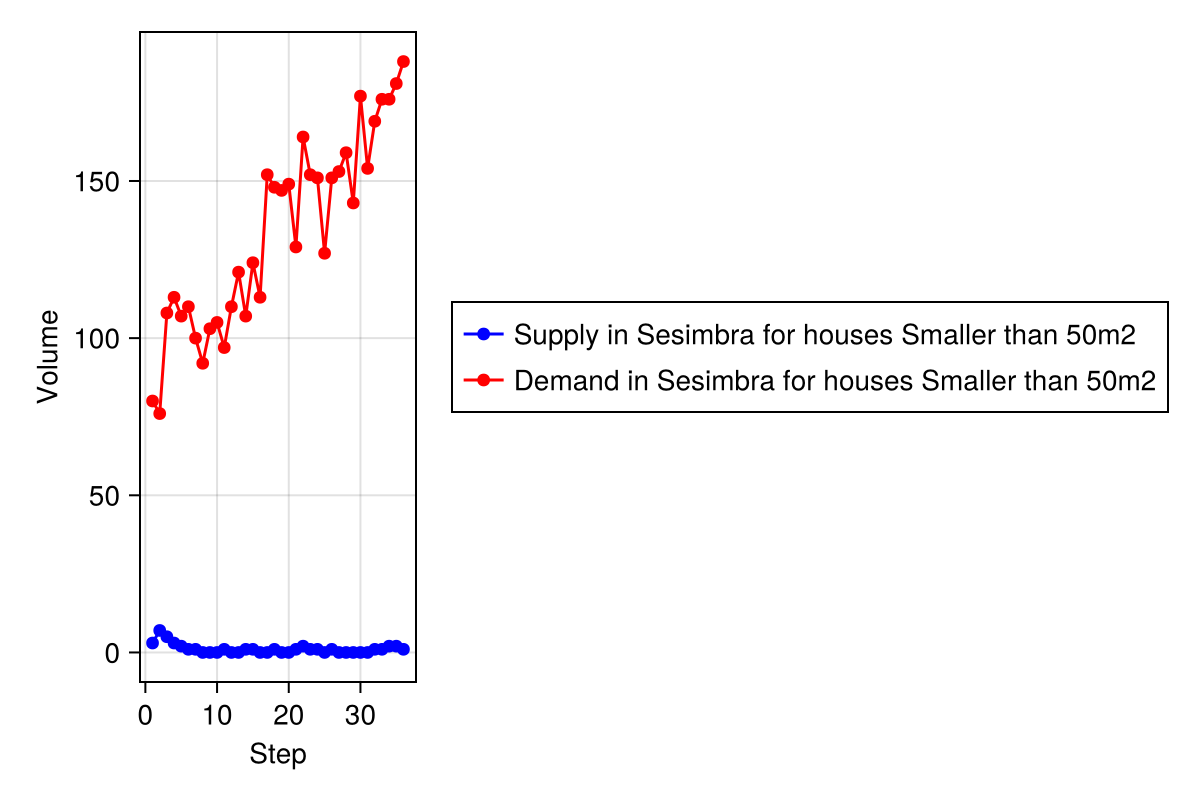 Volume
150
100
50
0
0 10 20 30
Step
Supply in Sesimbra for houses Smaller than 50m2
Demand in Sesimbra for houses Smaller than 50m2